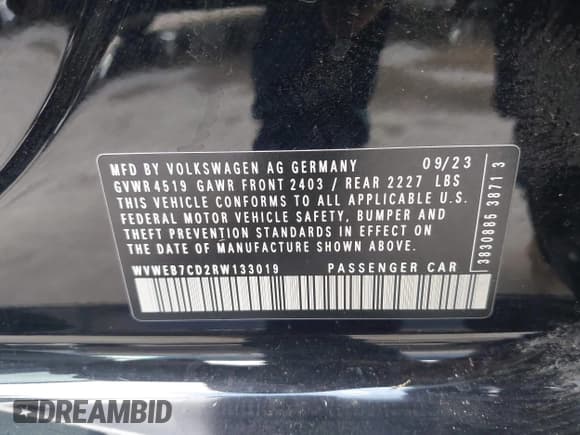 MFD BY VOLKSWAGEN AG GERMANY 09/23
GVWR 4519 GAWR FRONT 2403 / REAR 2227 LBS
THIS VEHICLE CONFORMS TO ALL APPLICABLE U.S.
FEDERAL MOTOR VEHICLE SAFETY, BUMPER AND
THEFT PREVENTION STANDARDS IN EFFECT ON
THE DATE OF MANUFACTURE SHOWN ABOVE.
WVWEB7CD2RW133019 PASSENGER CAR
3830886 3871 3
DREAMBID